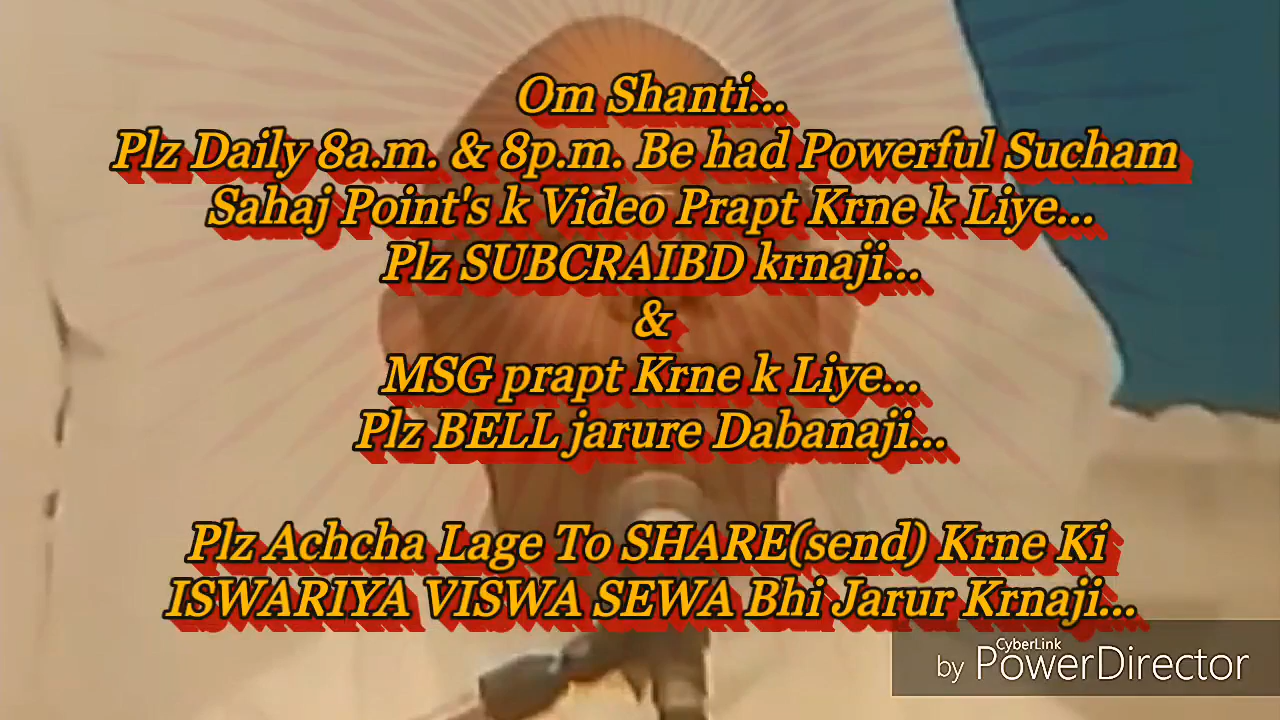 Om Shanti...
Plz Daily 8a.m. & 8p.m. Be had Powerful Sucham
Sahaj Point's k Video Prapt Krne k Liye...
Plz SUBCRAIBD krnaji...
&
MSG prapt Krne k Liye...
Plz BELL jarure Dabanaji...
Plz Achcha Lage To SHARE(send) Krne Ki
ISWARIYA VISWA SEWA Bhi Jarur Krnaji...
CyberLink
by PowerDirector